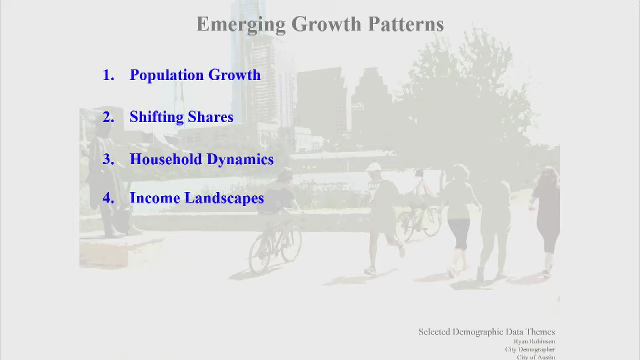 Emerging Growth Patterns
1. Population Growth
2. Shifting Shares
3. Household Dynamics
4. Income Landscapes
Selected Demographic Data Themes
Ryan Robinson
City Demographer
City of Austin